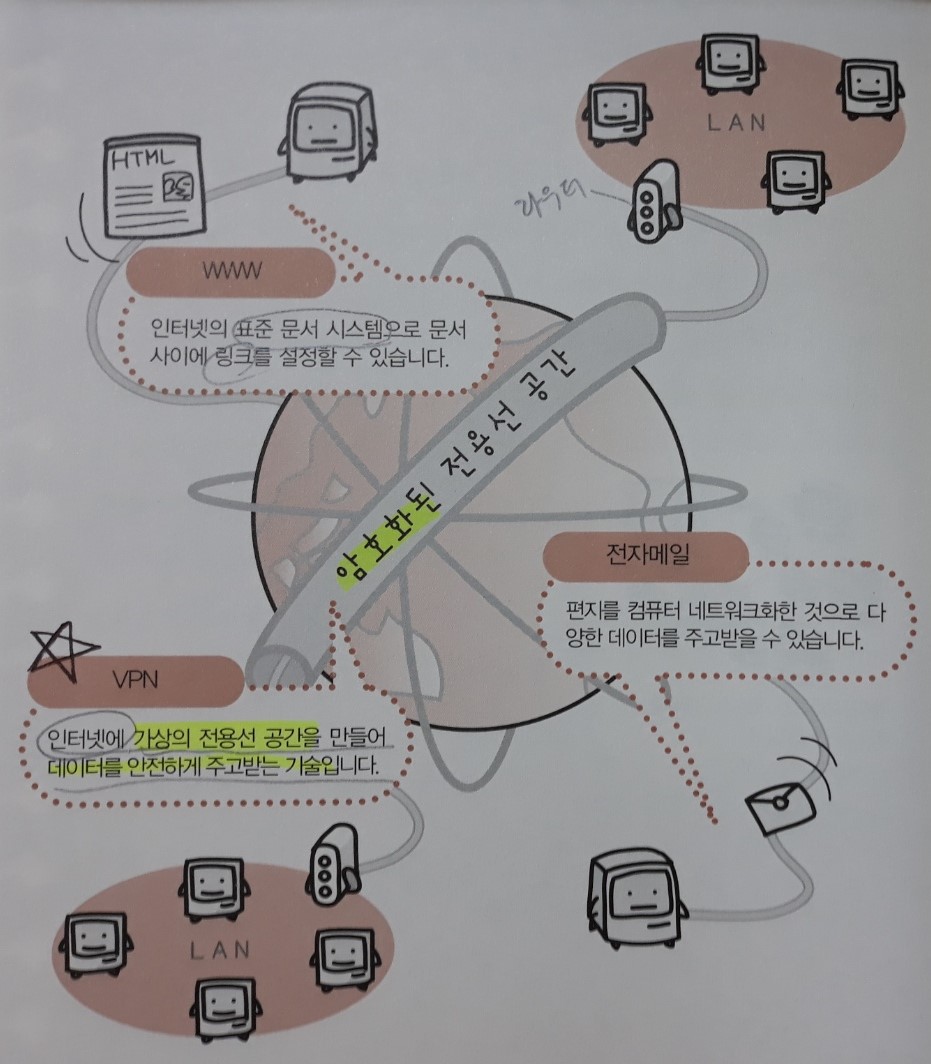 HTML
WWW
인터넷의 표준 문서 시스템으로 문서
사이에 링크를 설정할 수 있습니다.
LAN
라우터
암호화된 전용선 공간
전자메일
편지를 컴퓨터 네트워크화한 것으로 다
양한 데이터를 주고받을 수 있습니다.
VPN
인터넷에 가상의 전용선 공간을 만들어
데이터를 안전하게 주고받는 기술입니다.
LAN